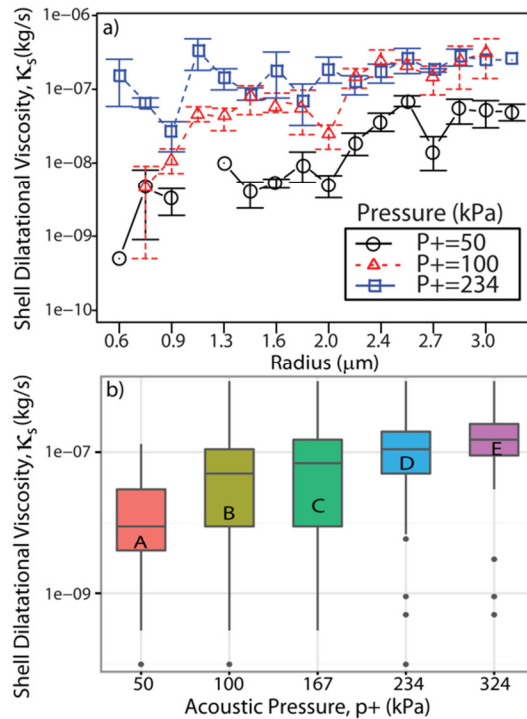 a)
Shell Dilatational Viscosity, κs(kg/s)
1e−06
1e−07
1e−08
1e−09
1e−10
Pressure (kPa)
P+=50
P+=100
P+=234
0.6 0.9 1.3 1.6 2.0 2.4 2.7 3.0
Radius (μm)
b)
Shell Dilatational Viscosity, κs(kg/s)
1e−07
1e−09
A
B
C
D
E
50 100 167 234 324
Acoustic Pressure, p+ (kPa)